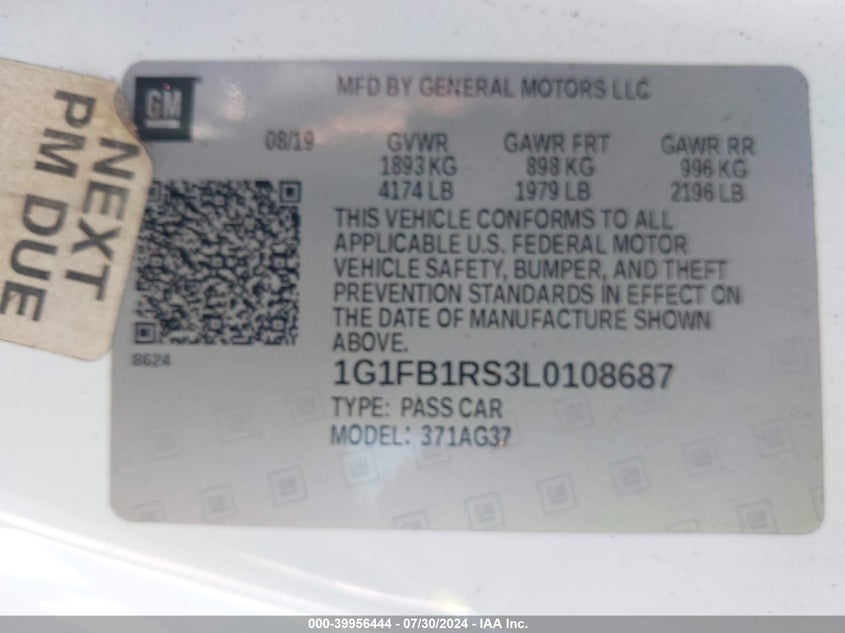 NEXT
PM DUE
GM
MFD BY GENERAL MOTORS LLC
08/19 GVWR GAWR FRT GAWR RR
1893 KG 898 KG 996 KG
4174 LB 1979 LB 2196 LB
THIS VEHICLE CONFORMS TO ALL
APPLICABLE U.S. FEDERAL MOTOR
VEHICLE SAFETY, BUMPER, AND THEFT
PREVENTION STANDARDS IN EFFECT ON
THE DATE OF MANUFACTURE SHOWN
ABOVE.
8624
1G1FB1RS3L0108687
TYPE: PASS CAR
MODEL: 371AG37
000-39956444 - 07/30/2024 - IAA Inc.